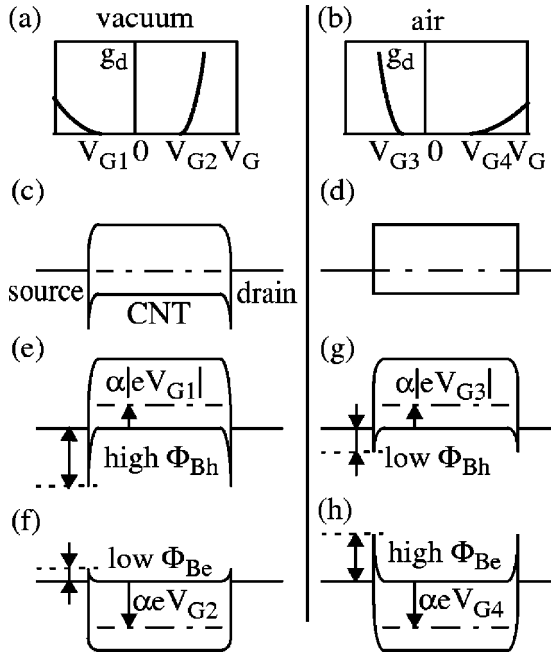 (a) vacuum
g_d
V_G1 0 V_G2 V_G
(b) air
g_d
V_G3 0 V_G4 V_G
(c)
source
CNT
drain
(d)
(e)
α|eV_G1|
high Φ_Bh
(g)
α|eV_G3|
low Φ_Bh
(f)
low Φ_Be
αeV_G2
(h)
high Φ_Be
αeV_G4